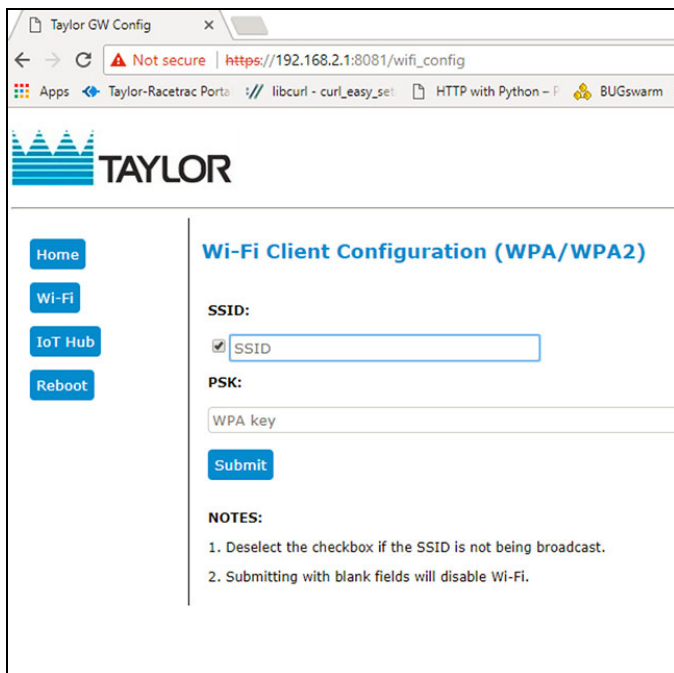 Taylor GW Config
Not secure | https://192.168.2.1:8081/wifi_config
Apps Taylor-Racetrac Porta :// libcurl - curl_easy_set HTTP with Python – BUGswarm
TAYLOR
Home
Wi-Fi
IoT Hub
Reboot
Wi-Fi Client Configuration (WPA/WPA2)
SSID:
SSID
PSK:
WPA key
Submit
NOTES:
1. Deselect the checkbox if the SSID is not being broadcast.
2. Submitting with blank fields will disable Wi-Fi.